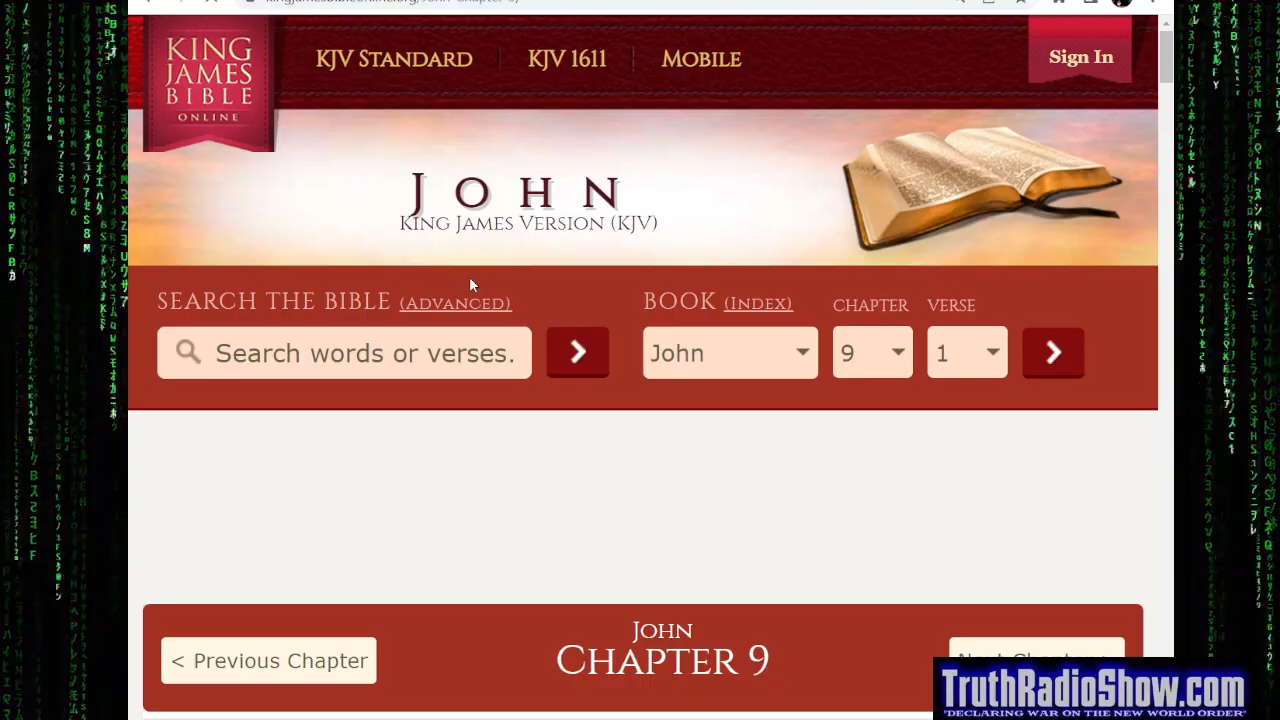 KING
JAMES
BIBLE
ONLINE
KJV Standard
KJV 1611
Mobile
Sign In
John
King James Version (KJV)
Search the Bible (Advanced)
Book (Index)
Chapter
Verse
Search words or verses.
John
9
1
John
Chapter 9
< Previous Chapter
TruthRadioShow.com
"DECLARING WAR ON THE NEW WORLD ORDER"